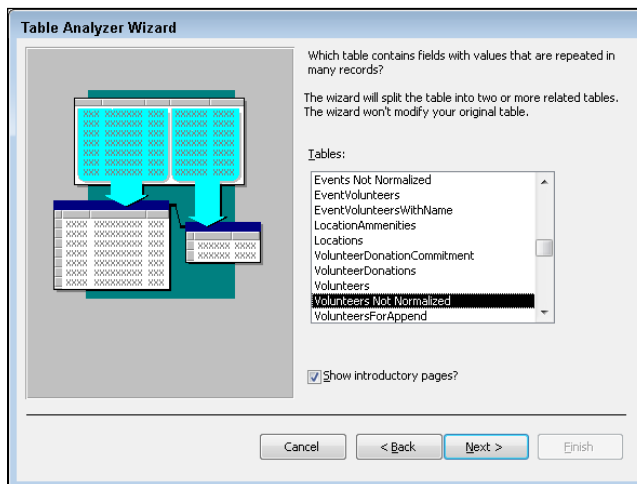 Table Analyzer Wizard
Which table contains fields with values that are repeated in
many records?
The wizard will split the table into two or more related tables.
The wizard won't modify your original table.
Tables:
Events Not Normalized
EventVolunteers
EventVolunteersWithName
LocationAmmenities
Locations
VolunteerDonationCommitment
VolunteerDonations
Volunteers
Volunteers Not Normalized
VolunteersForAppend
Show introductory pages?
Cancel
< Back
Next >
Finish